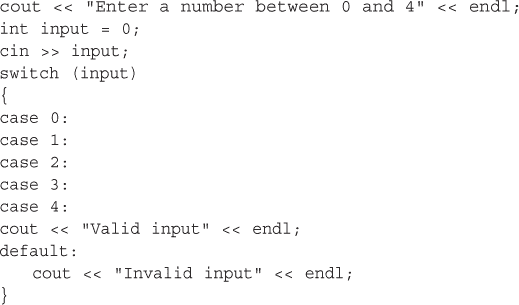 cout << "Enter a number between 0 and 4" << endl;
int input = 0;
cin >> input;
switch (input)
{
case 0:
case 1:
case 2:
case 3:
case 4:
cout << "Valid input" << endl;
default:
   cout << "Invalid input" << endl;
}